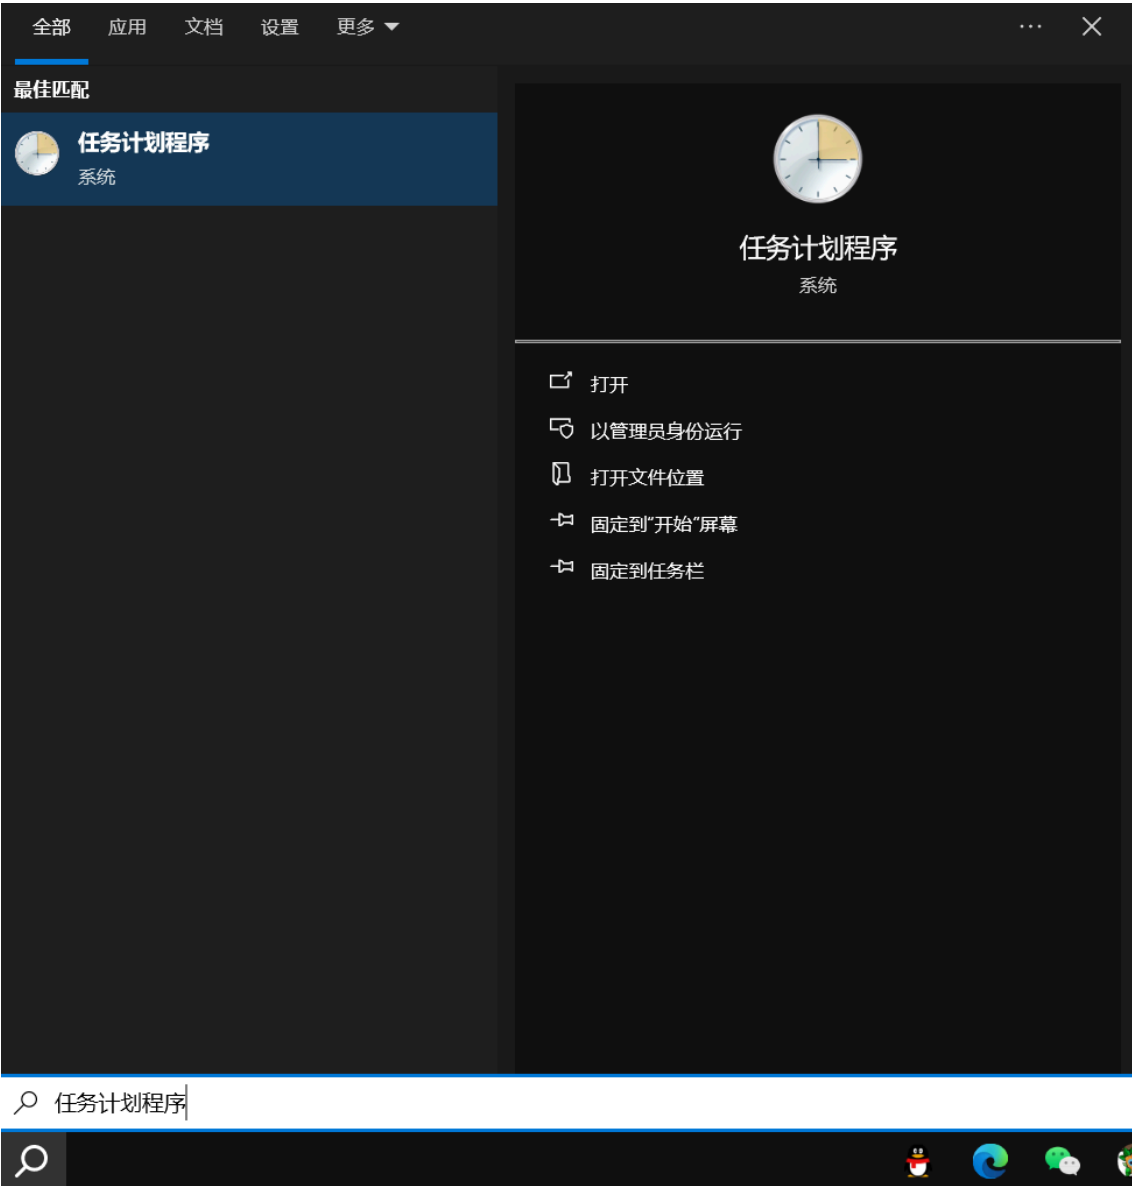 全部 应用 文档 设置 更多 ...
最佳匹配
任务计划程序
系统
任务计划程序
系统
打开
以管理员身份运行
打开文件位置
固定到“开始”屏幕
固定到任务栏
任务计划程序